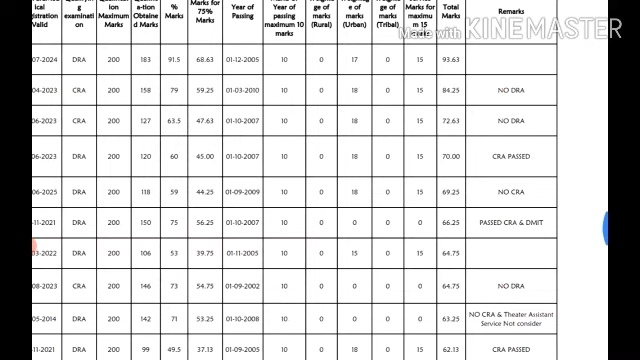 ical Qualifyin Qualificat Qualific Marks for Year of Weightage Weightag Weightag Service
gistration g examinati ion a-tion % 75% Year of Year of ge of marks e of marks ge of marks Marks for Total Remarks
Valid on Maximum Obtaine Marks Marks Passing passing maximum 10 (Rural) (Urban) (Tribal) maximum 15 Marks
Marks d Marks marks marks
Made with KINEMASTER
07-2024 DRA 200 183 91.5 68.63 01-12-2005 10 0 17 0 15 93.63
04-2023 CRA 200 158 79 59.25 01-03-2010 10 0 18 0 15 84.25 NO DRA
06-2023 CRA 200 127 63.5 47.63 01-10-2007 10 0 18 0 15 72.63 NO DRA
06-2023 DRA 200 120 60 45.00 01-10-2007 10 0 18 0 15 70.00 CRA PASSED
06-2025 DRA 200 118 59 44.25 01-09-2009 10 0 18 0 15 69.25 NO CRA
-11-2021 DRA 200 150 75 56.25 01-10-2007 10 0 0 0 0 66.25 PASSED CRA & DMIT
03-2022 DRA 200 106 53 39.75 01-11-2005 10 0 15 0 15 64.75
08-2023 CRA 200 146 73 54.75 01-09-2002 10 0 0 0 0 64.75 NO DRA
05-2014 DRA 200 142 71 53.25 01-10-2008 10 0 0 0 0 63.25 NO CRA & Theater Assistant
Service Not consider
-11-2021 DRA 200 99 49.5 37.13 01-09-2005 10 0 18 0 15 62.13 CRA PASSED